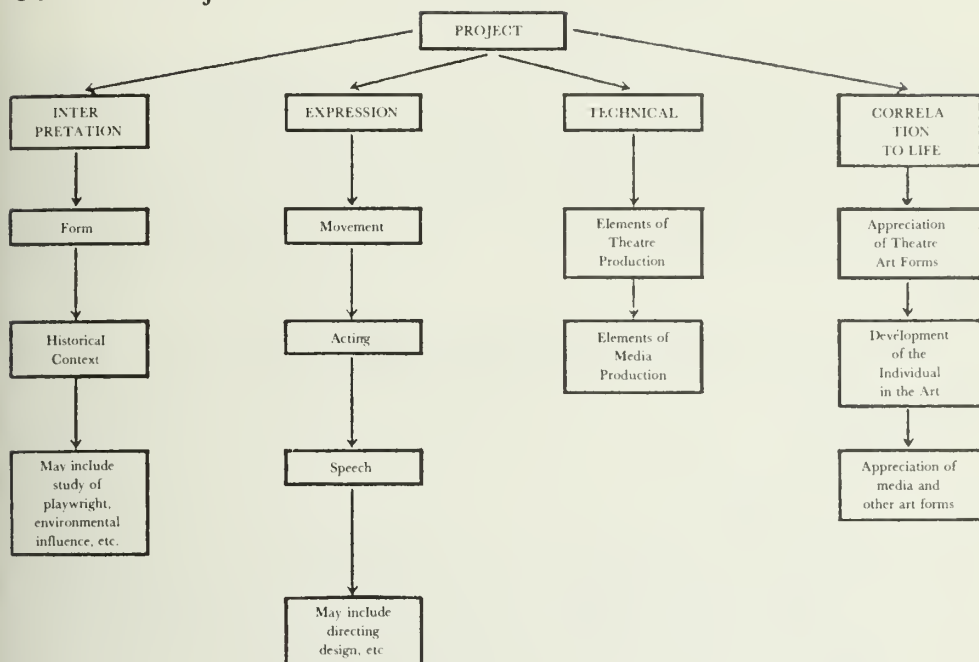 PROJECT
INTER
PRETATION
EXPRESSION
TECHNICAL
CORRELA
TION
TO LIFE
Form
Movement
Elements of
Theatre
Production
Appreciation
of Theatre
Art Forms
Historical
Context
Acting
Elements of
Media
Production
Development
of the
Individual
in the Art
May include
study of
playwright,
environmental
influence, etc.
Speech
Appreciation of
media and
other art forms
May include
directing
design, etc